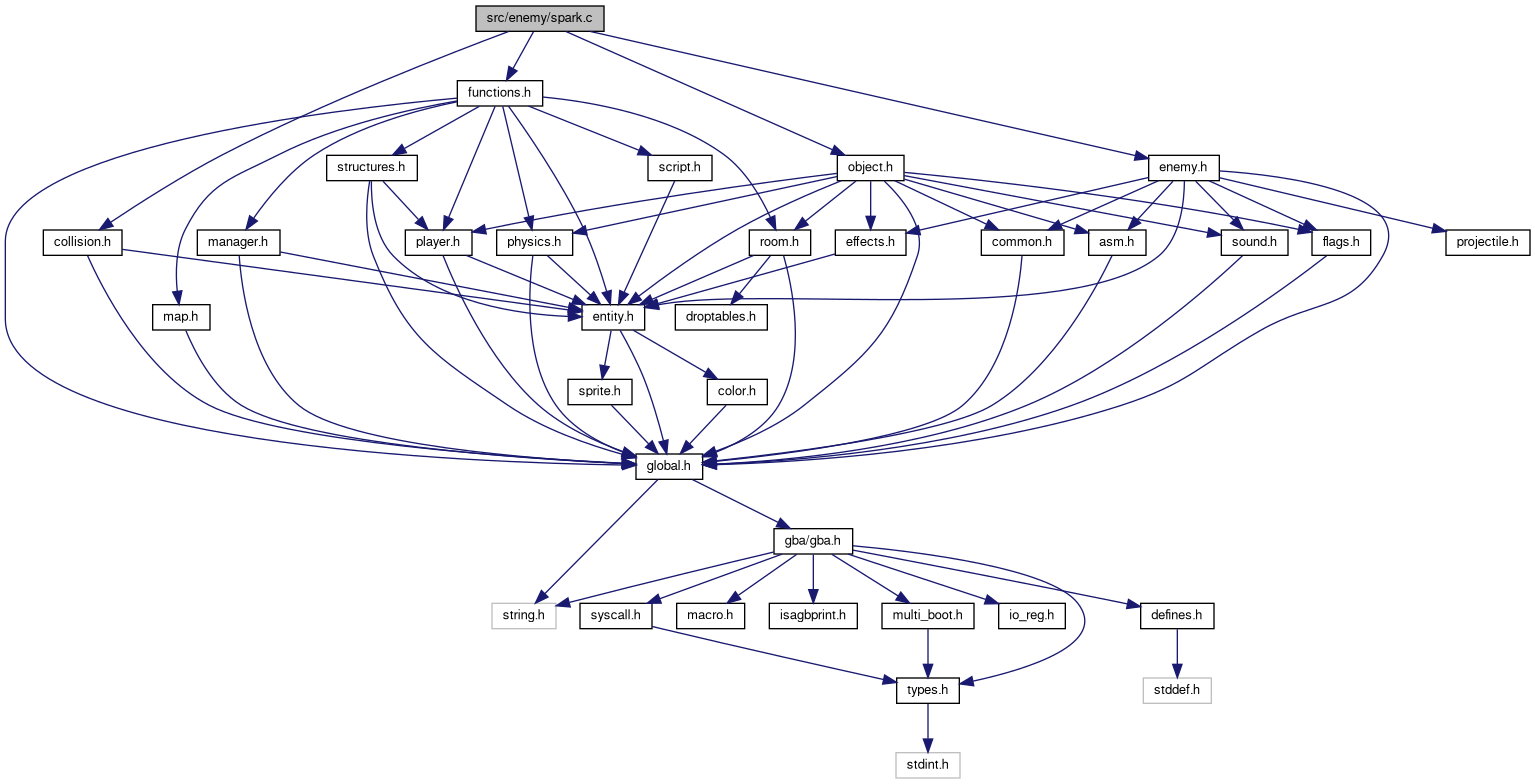 src/enemy/spark.c
functions.h
structures.h
script.h
object.h
enemy.h
collision.h
manager.h
player.h
physics.h
room.h
effects.h
common.h
asm.h
sound.h
flags.h
projectile.h
map.h
entity.h
droptables.h
sprite.h
color.h
global.h
gba/gba.h
string.h
syscall.h
macro.h
isagbprint.h
multi_boot.h
io_reg.h
defines.h
types.h
stddef.h
stdint.h